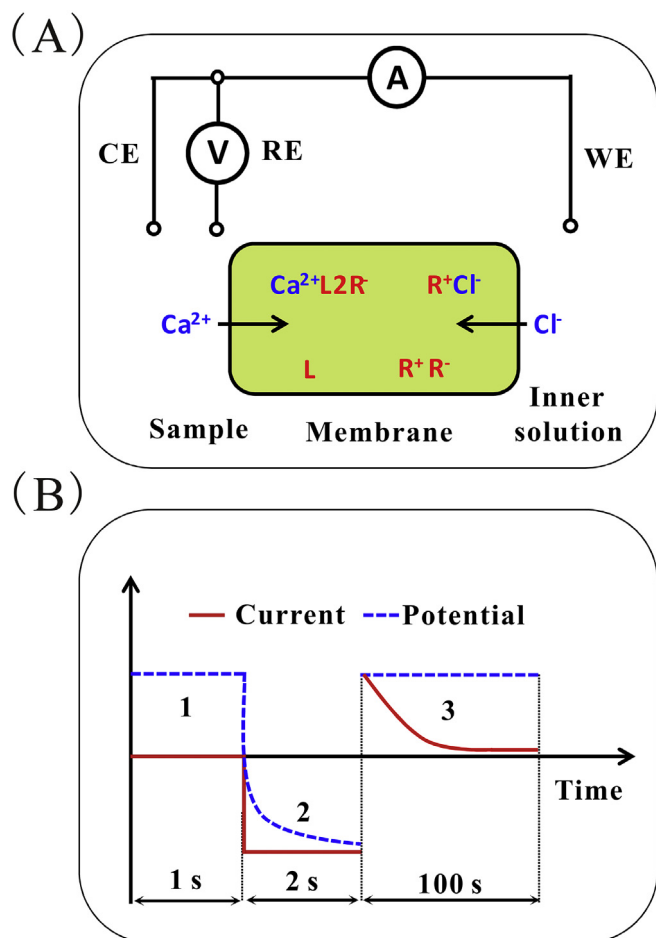 (A)
A
CE
V
RE
WE
Ca²⁺L2R⁻
R⁺Cl⁻
Ca²⁺
Cl⁻
L
R⁺ R⁻
Sample
Membrane
Inner
solution
(B)
Current
Potential
1
2
3
Time
1 s
2 s
100 s